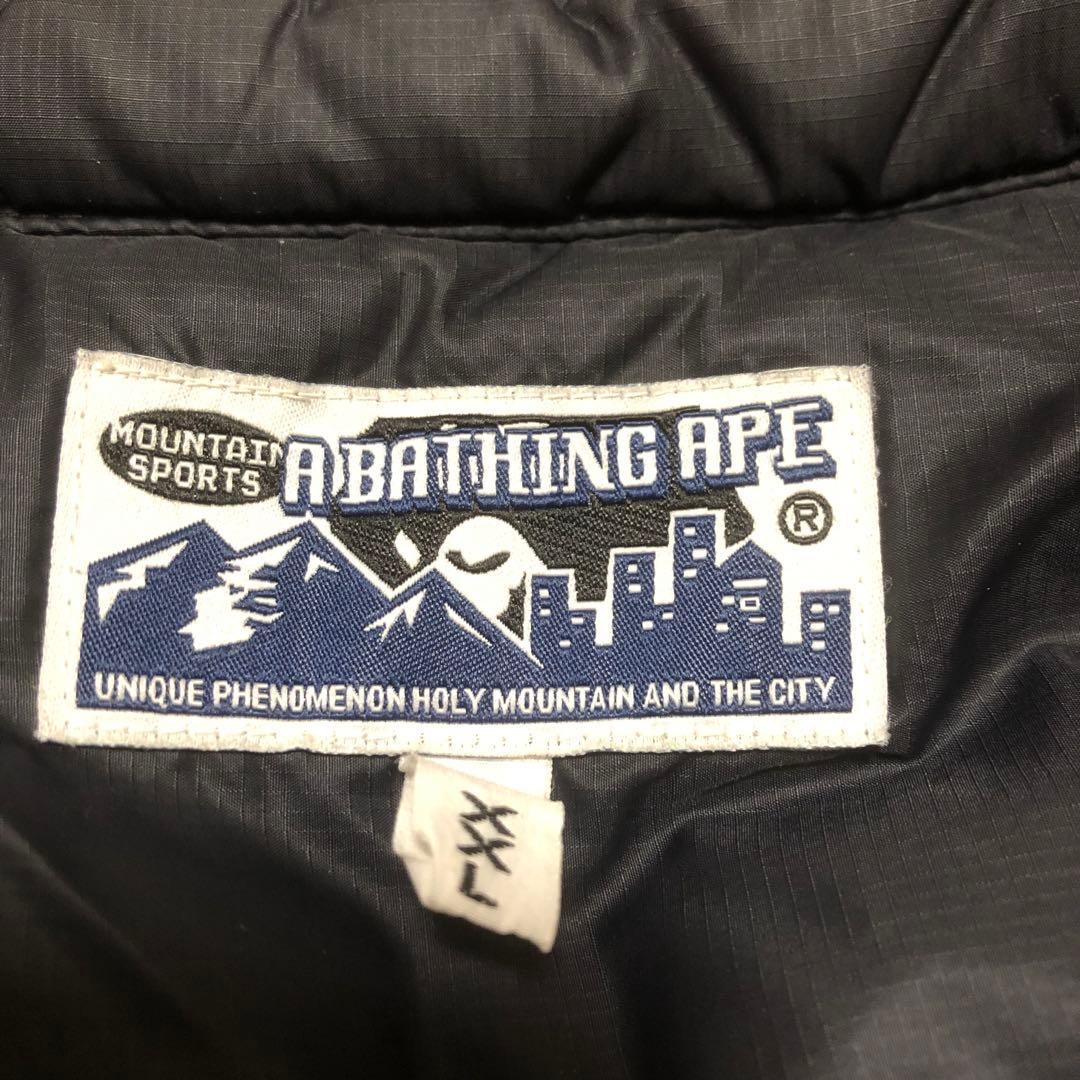 MOUNTAIN
SPORTS
A BATHING APE
®
UNIQUE PHENOMENON HOLY MOUNTAIN AND THE CITY
XXL